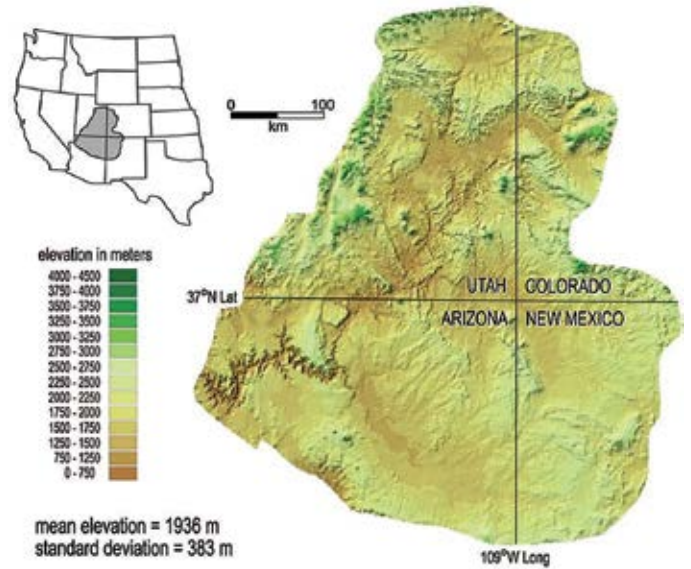 0 100
km
elevation in meters
4000 - 4500
3750 - 4000
3500 - 3750
3250 - 3500
3000 - 3250
2750 - 3000
2500 - 2750
2250 - 2500
2000 - 2250
1750 - 2000
1500 - 1750
1250 - 1500
750 - 1250
0 - 750
37°N Lat
UTAH COLORADO
ARIZONA NEW MEXICO
mean elevation = 1936 m
standard deviation = 383 m
109°W Long